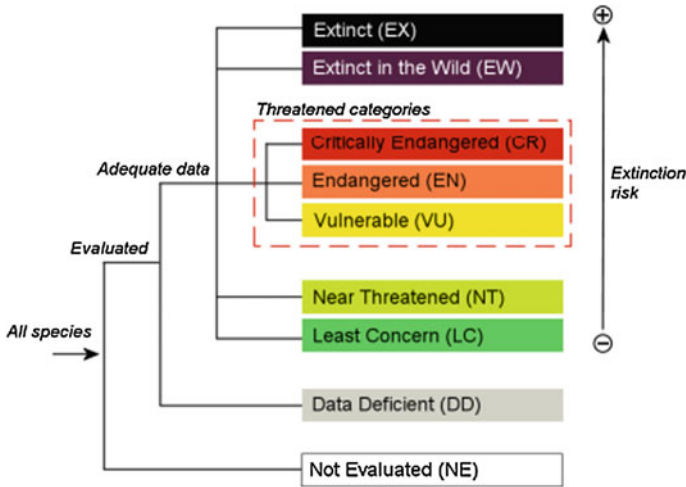 Extinct (EX)
Extinct in the Wild (EW)
Threatened categories
Critically Endangered (CR)
Adequate data
Endangered (EN)
Extinction
risk
Vulnerable (VU)
Evaluated
Near Threatened (NT)
All species
Least Concern (LC)
Data Deficient (DD)
Not Evaluated (NE)